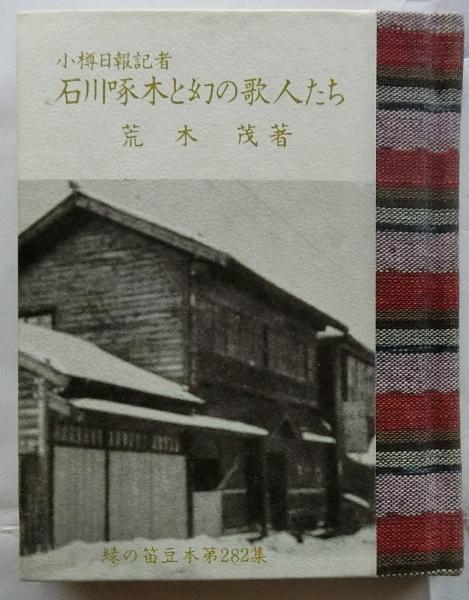 小樽日報記者
石川啄木と幻の歌人たち
荒木 茂著
緑の笛豆本第282集